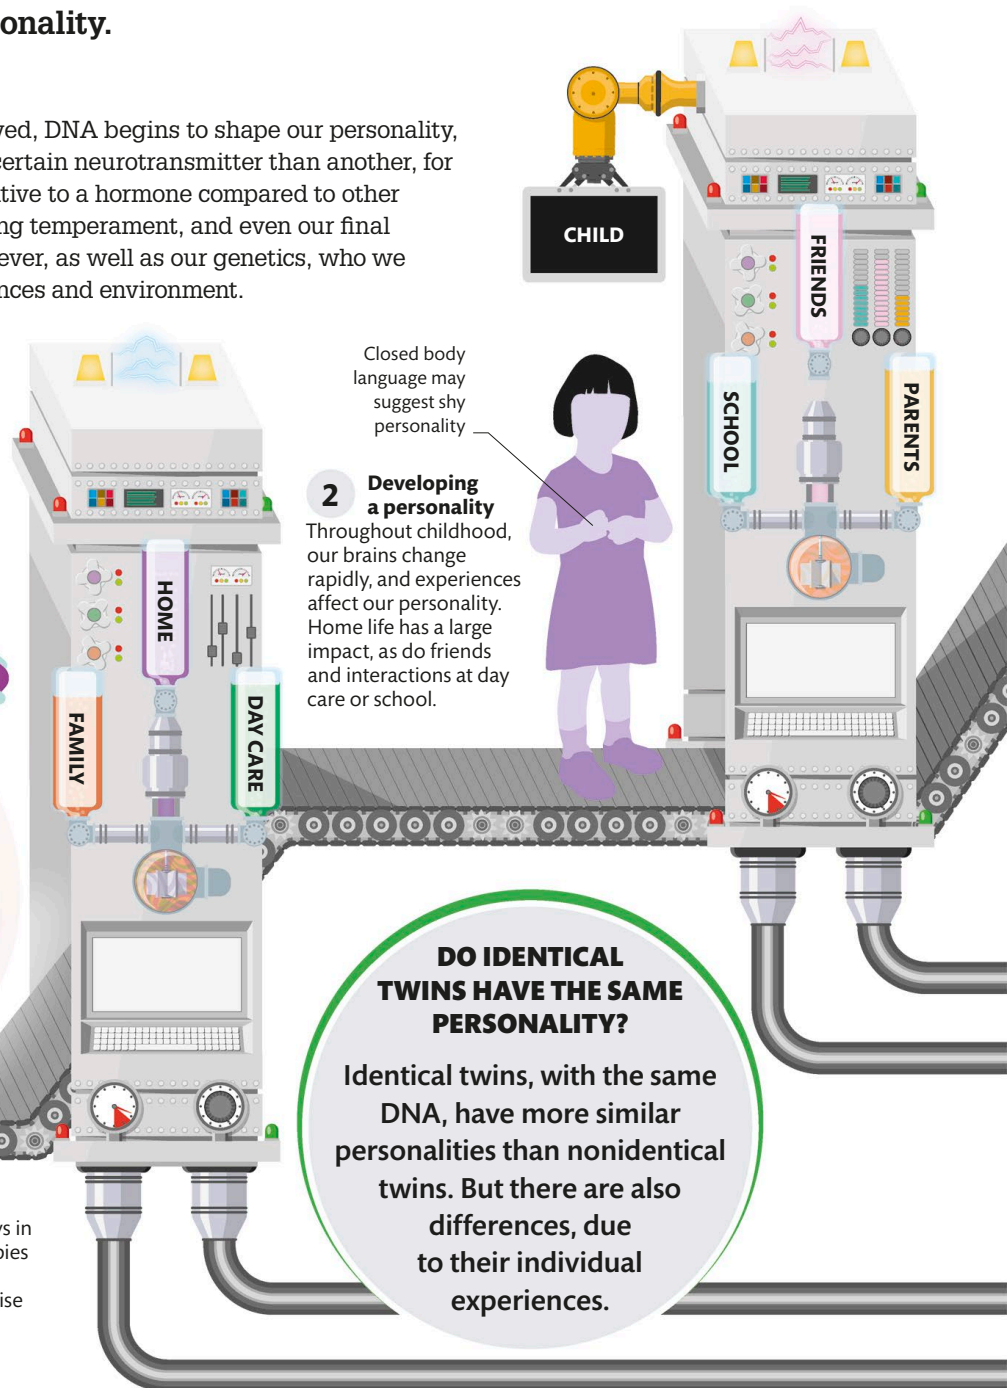 onality.
ved, DNA begins to shape our personality,
certain neurotransmitter than another, for
tive to a hormone compared to other
ng temperament, and even our final
ever, as well as our genetics, who we
nces and environment.
CHILD
FRIENDS
SCHOOL
PARENTS
Closed body
language may
suggest shy
personality
2 Developing
a personality
Throughout childhood,
our brains change
rapidly, and experiences
affect our personality.
Home life has a large
impact, as do friends
and interactions at day
care or school.
HOME
FAMILY
DAY CARE
DO IDENTICAL
TWINS HAVE THE SAME
PERSONALITY?
Identical twins, with the same
DNA, have more similar
personalities than nonidentical
twins. But there are also
differences, due
to their individual
experiences.
s in
bies
ise